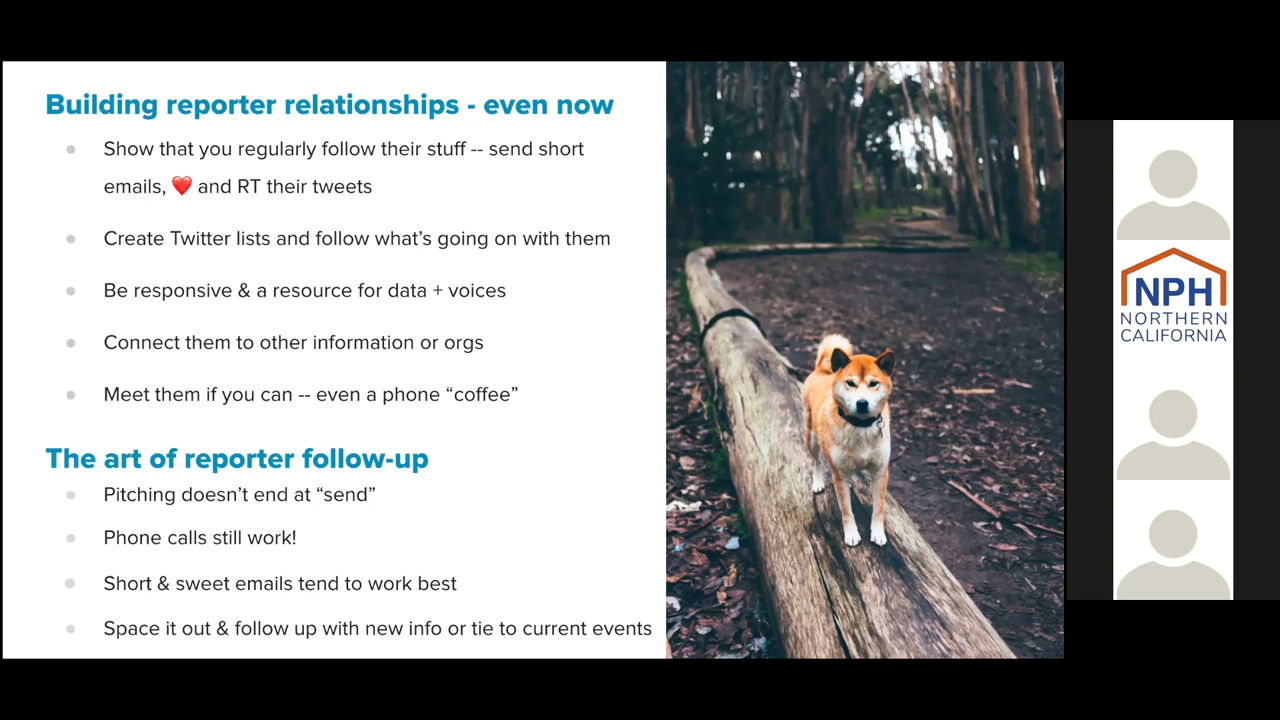 Building reporter relationships - even now
● Show that you regularly follow their stuff -- send short
emails, ❤️ and RT their tweets
● Create Twitter lists and follow what’s going on with them
● Be responsive & a resource for data + voices
● Connect them to other information or orgs
● Meet them if you can -- even a phone “coffee”
The art of reporter follow-up
● Pitching doesn’t end at “send”
● Phone calls still work!
● Short & sweet emails tend to work best
● Space it out & follow up with new info or tie to current events
NPH
NORTHERN
CALIFORNIA